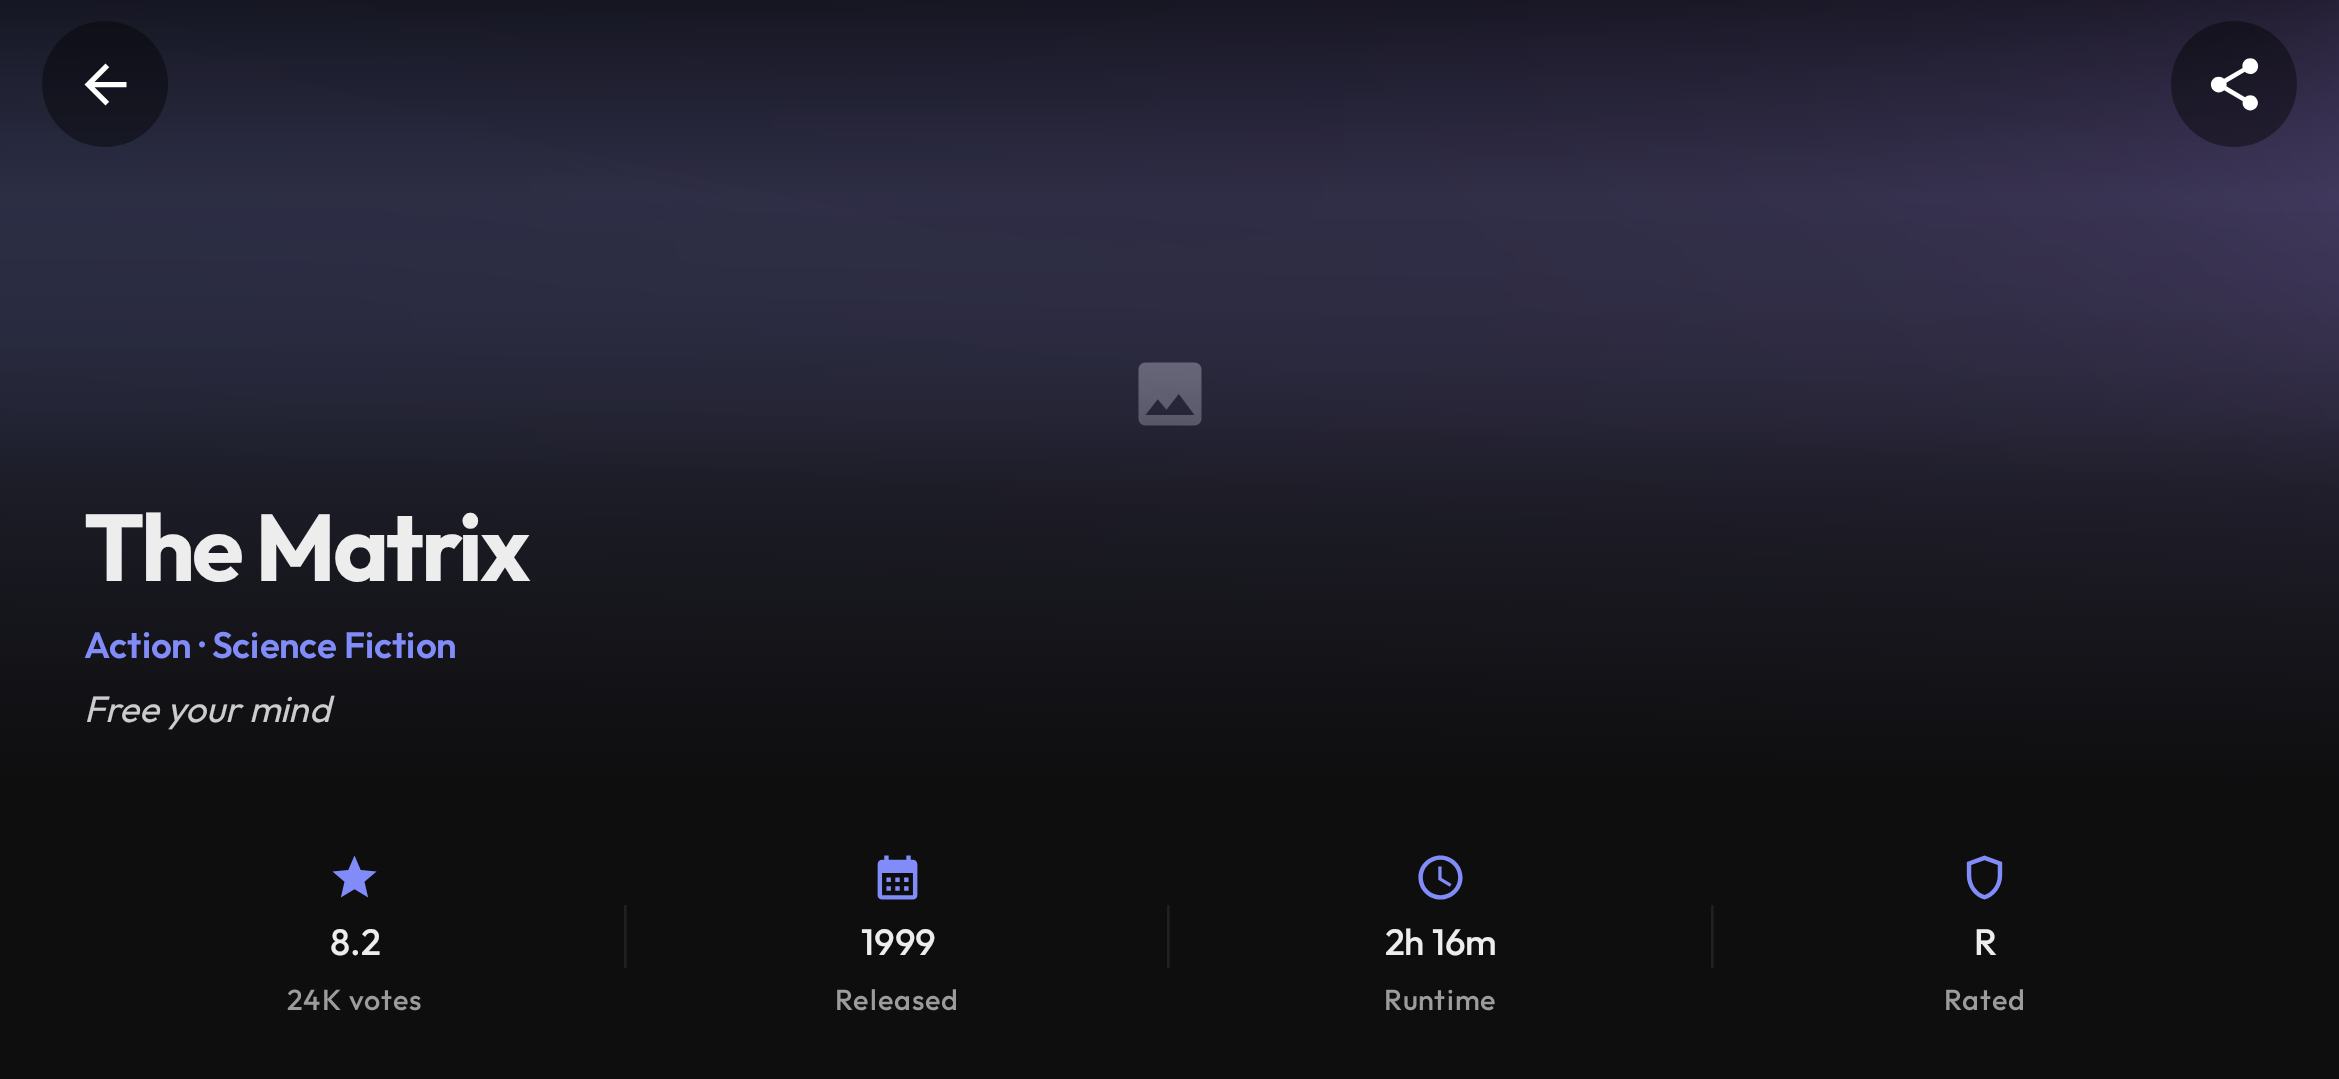 The Matrix
Action · Science Fiction
Free your mind
8.2
24K votes
1999
Released
2h 16m
Runtime
R
Rated